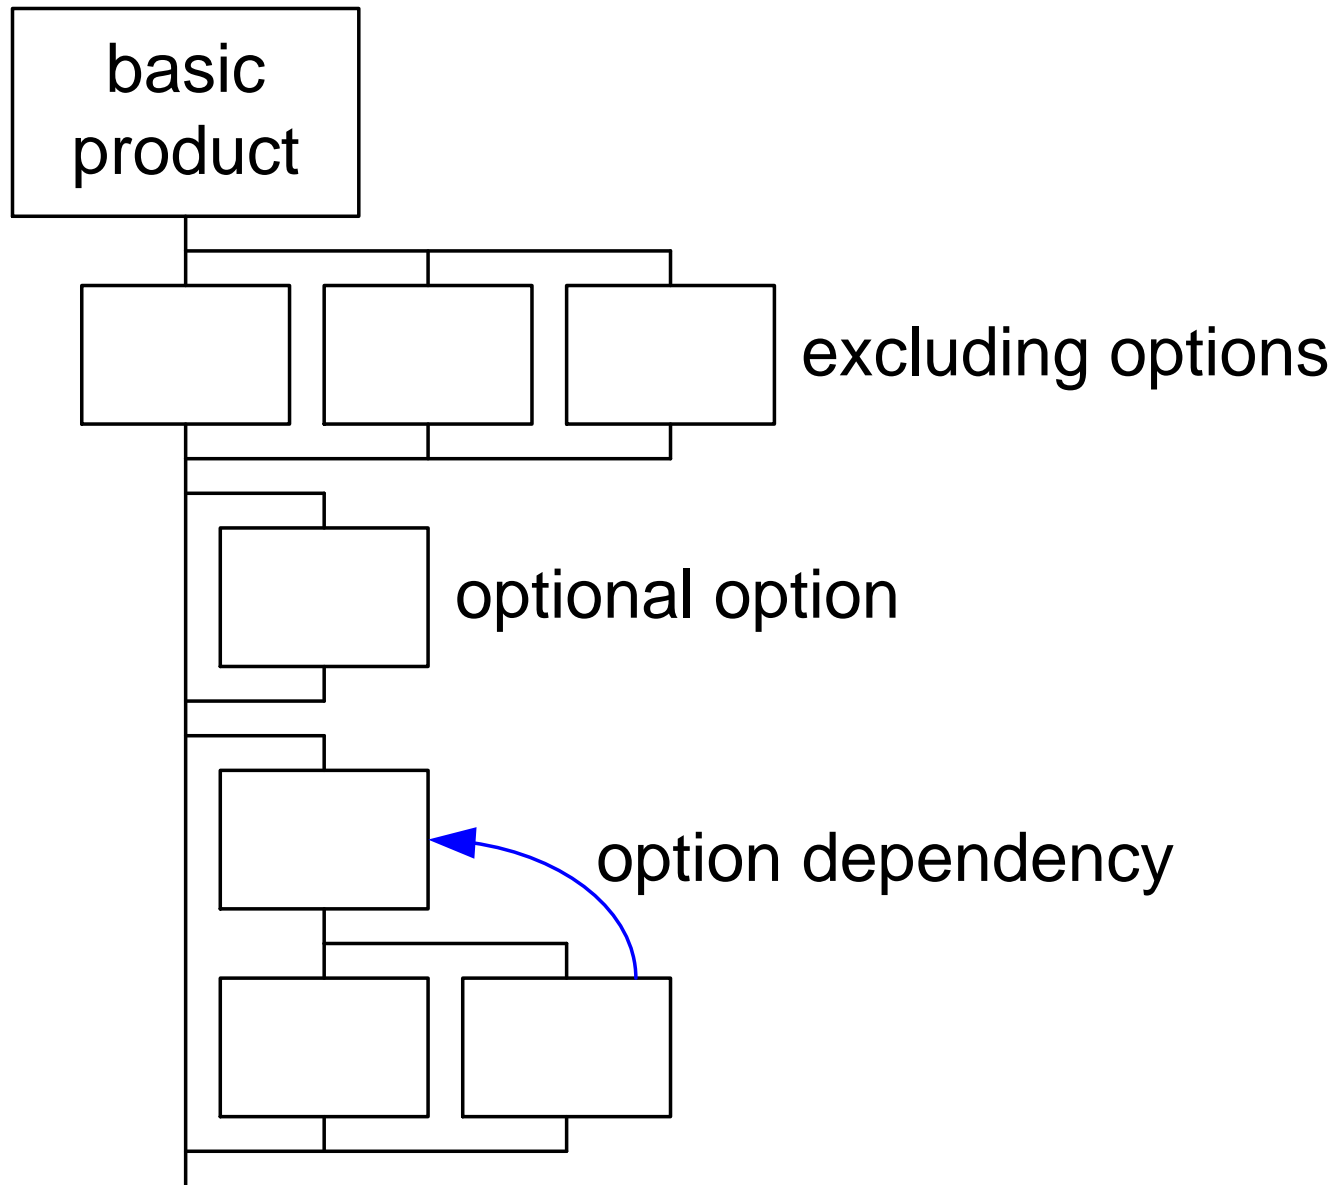 basic
product
excluding options
optional option
option dependency